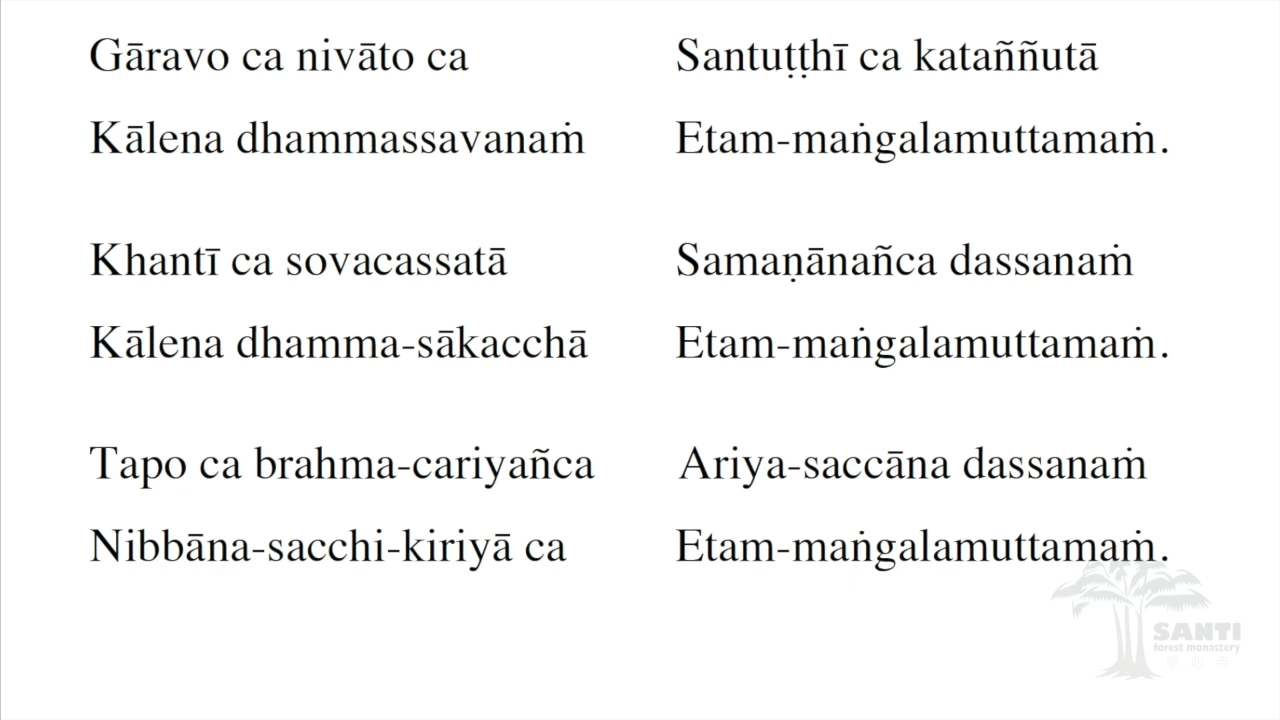 Gāravo ca nivāto ca Santuṭṭhī ca kataññutā
Kālena dhammassavanaṁ Etam-maṅgalamuttamaṁ.
Khantī ca sovacassatā Samaṇānañca dassanaṁ
Kālena dhamma-sākacchā Etam-maṅgalamuttamaṁ.
Tapo ca brahma-cariyañca Ariya-saccāna dassanaṁ
Nibbāna-sacchi-kiriyā ca Etam-maṅgalamuttamaṁ.
SANTI
forest monastery